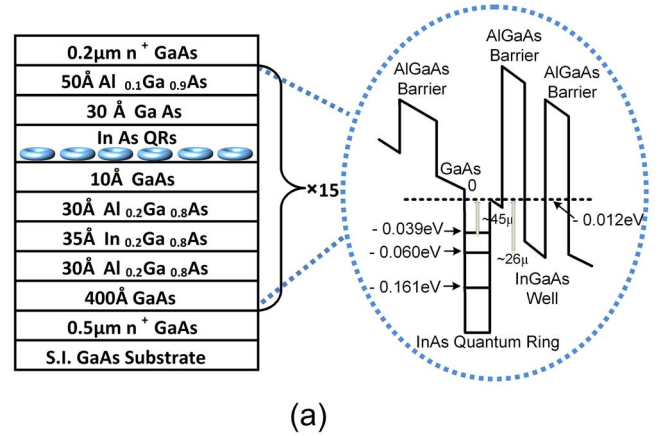 0.2µm n+ GaAs
50Å Al 0.1Ga 0.9As
30 Å Ga As
In As QRs
10Å GaAs
30Å Al 0.2Ga 0.8As
35Å In 0.2Ga 0.8As
30Å Al 0.2Ga 0.8As
400Å GaAs
0.5µm n+ GaAs
S.I. GaAs Substrate
×15
AlGaAs
Barrier
AlGaAs
Barrier
AlGaAs
Barrier
GaAs
0
~45µ
- 0.012eV
- 0.039eV
- 0.060eV
~26µ
- 0.161eV
InGaAs
Well
InAs Quantum Ring
(a)